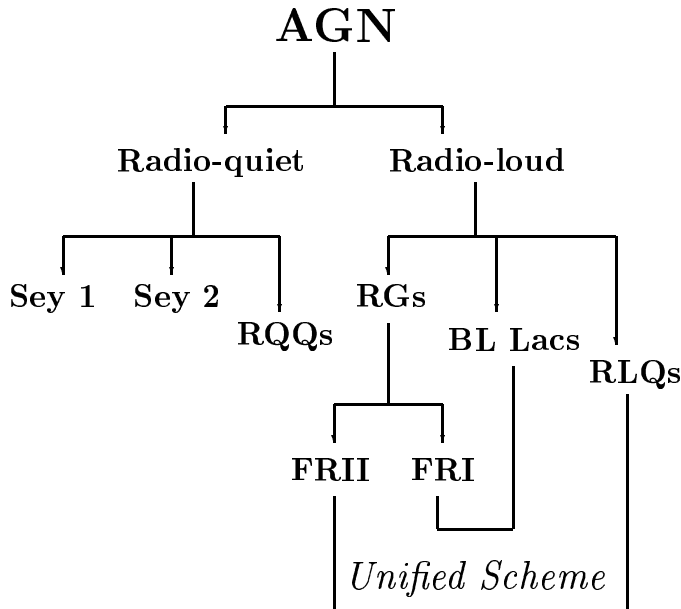 AGN
Radio-quiet
Radio-loud
Sey 1
Sey 2
RQQs
RGs
BL Lacs
RLQs
FRII
FRI
Unified Scheme